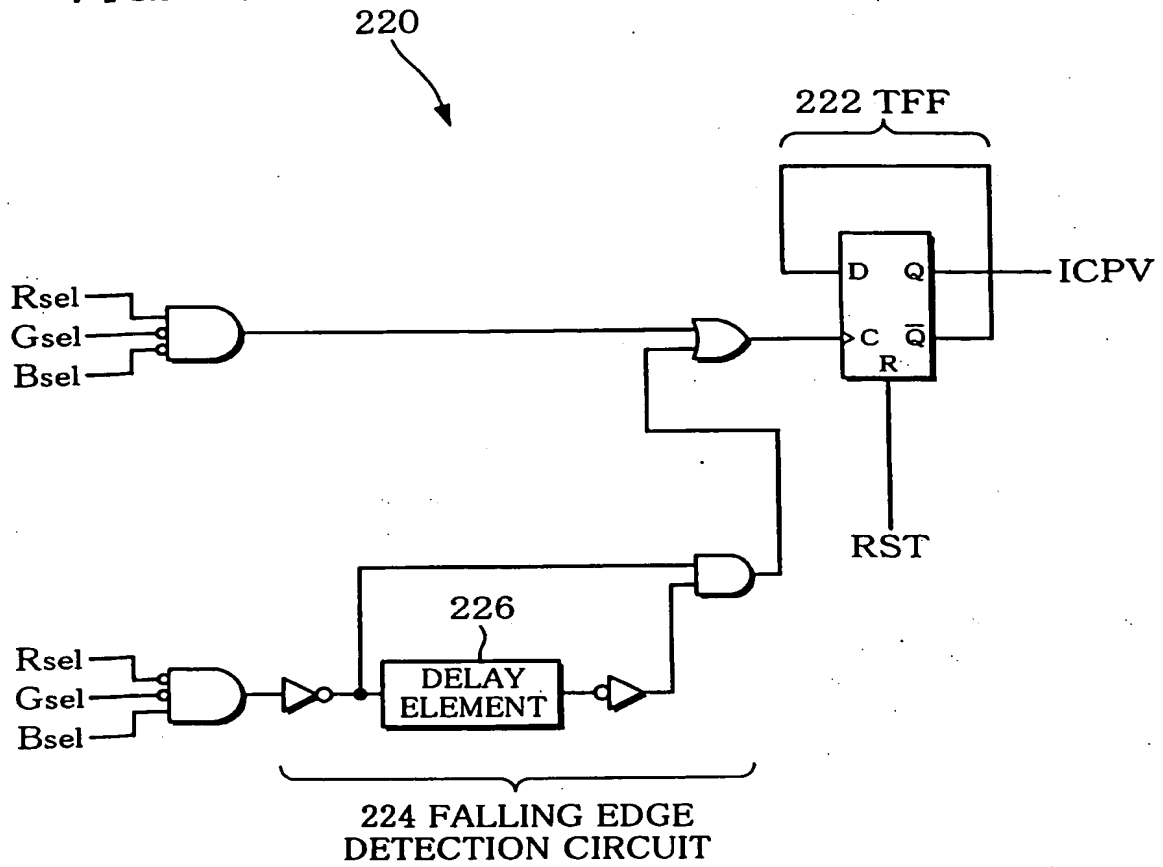 220
222 TFF
D Q
ICPV
Rsel
Gsel
Bsel
C Q̅
R
RST
226
Rsel
Gsel
Bsel
DELAY
ELEMENT
224 FALLING EDGE
DETECTION CIRCUIT